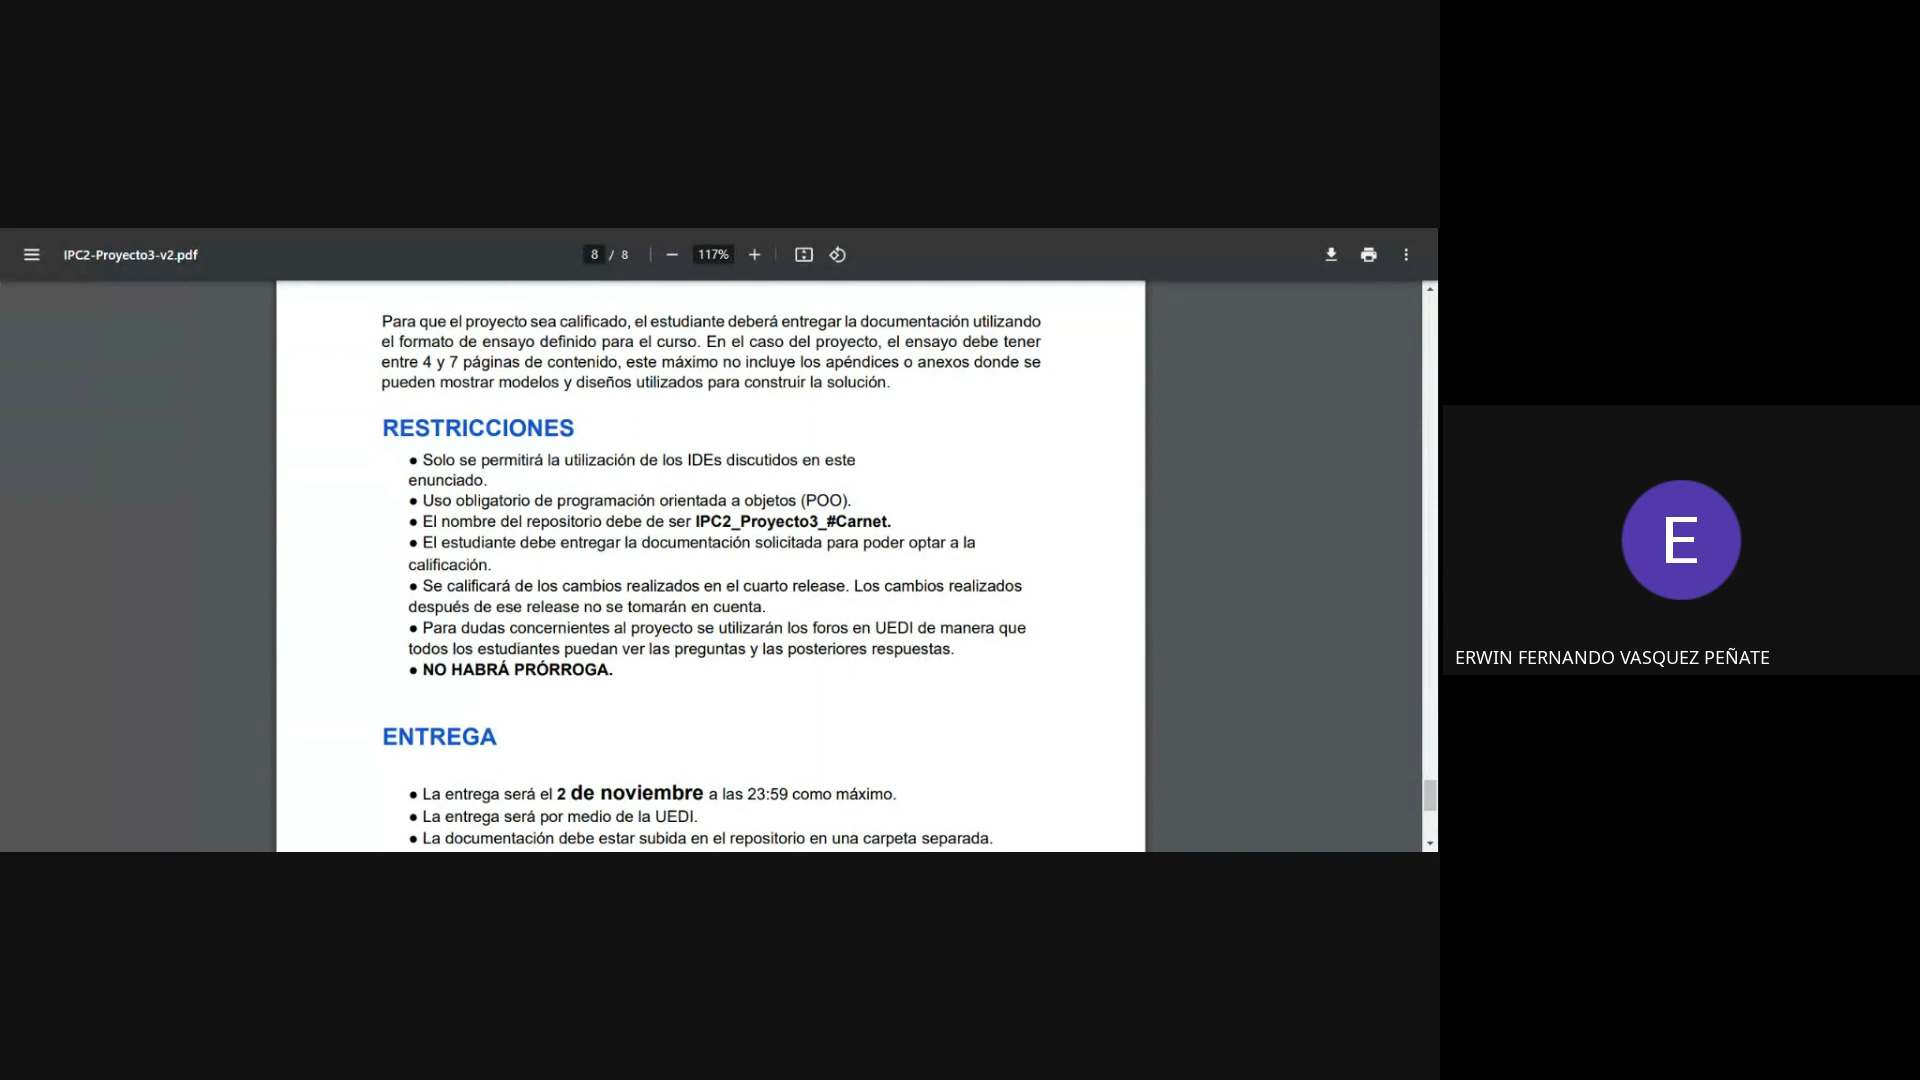 IPC2-Proyecto3-v2.pdf
8 / 8
117%
Para que el proyecto sea calificado, el estudiante deberá entregar la documentación utilizando
el formato de ensayo definido para el curso. En el caso del proyecto, el ensayo debe tener
entre 4 y 7 páginas de contenido, este máximo no incluye los apéndices o anexos donde se
pueden mostrar modelos y diseños utilizados para construir la solución.
RESTRICCIONES
● Solo se permitirá la utilización de los IDEs discutidos en este
enunciado.
● Uso obligatorio de programación orientada a objetos (POO).
● El nombre del repositorio debe de ser IPC2_Proyecto3_#Carnet.
● El estudiante debe entregar la documentación solicitada para poder optar a la
calificación.
● Se calificará de los cambios realizados en el cuarto release. Los cambios realizados
después de ese release no se tomarán en cuenta.
● Para dudas concernientes al proyecto se utilizarán los foros en UEDI de manera que
todos los estudiantes puedan ver las preguntas y las posteriores respuestas.
● NO HABRÁ PRÓRROGA.
ENTREGA
● La entrega será el 2 de noviembre a las 23:59 como máximo.
● La entrega será por medio de la UEDI.
● La documentación debe estar subida en el repositorio en una carpeta separada.
E
ERWIN FERNANDO VASQUEZ PEÑATE